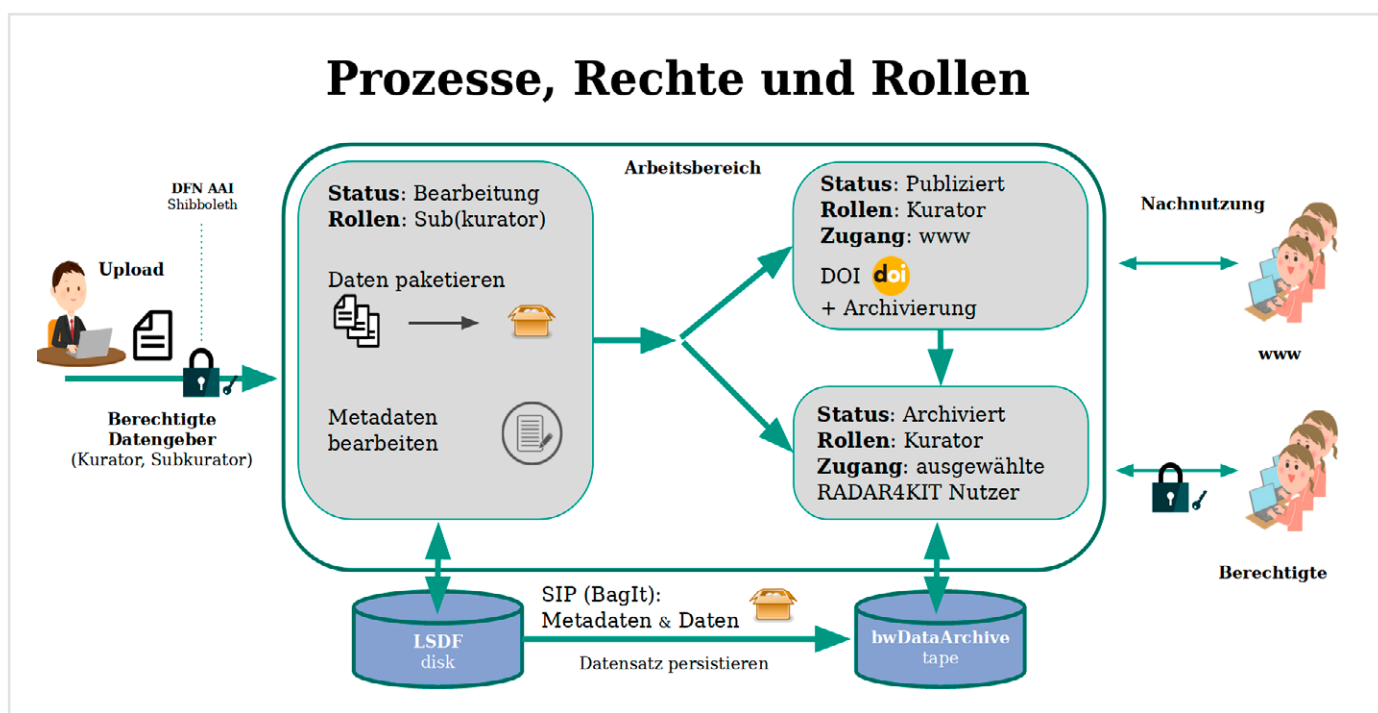 Prozesse, Rechte und Rollen
DFN AAI
Shibboleth
Upload
Berechtigte
Datengeber
(Kurator, Subkurator)
Arbeitsbereich
Status: Bearbeitung
Rollen: Sub(kurator)
Daten paketieren
Metadaten
bearbeiten
Status: Publiziert
Rollen: Kurator
Zugang: www
DOI doi
+ Archivierung
Status: Archiviert
Rollen: Kurator
Zugang: ausgewählte
RADAR4KIT Nutzer
Nachnutzung
www
Berechtigte
LSDF
disk
SIP (BagIt):
Metadaten & Daten
Datensatz persistieren
bwDataArchive
tape